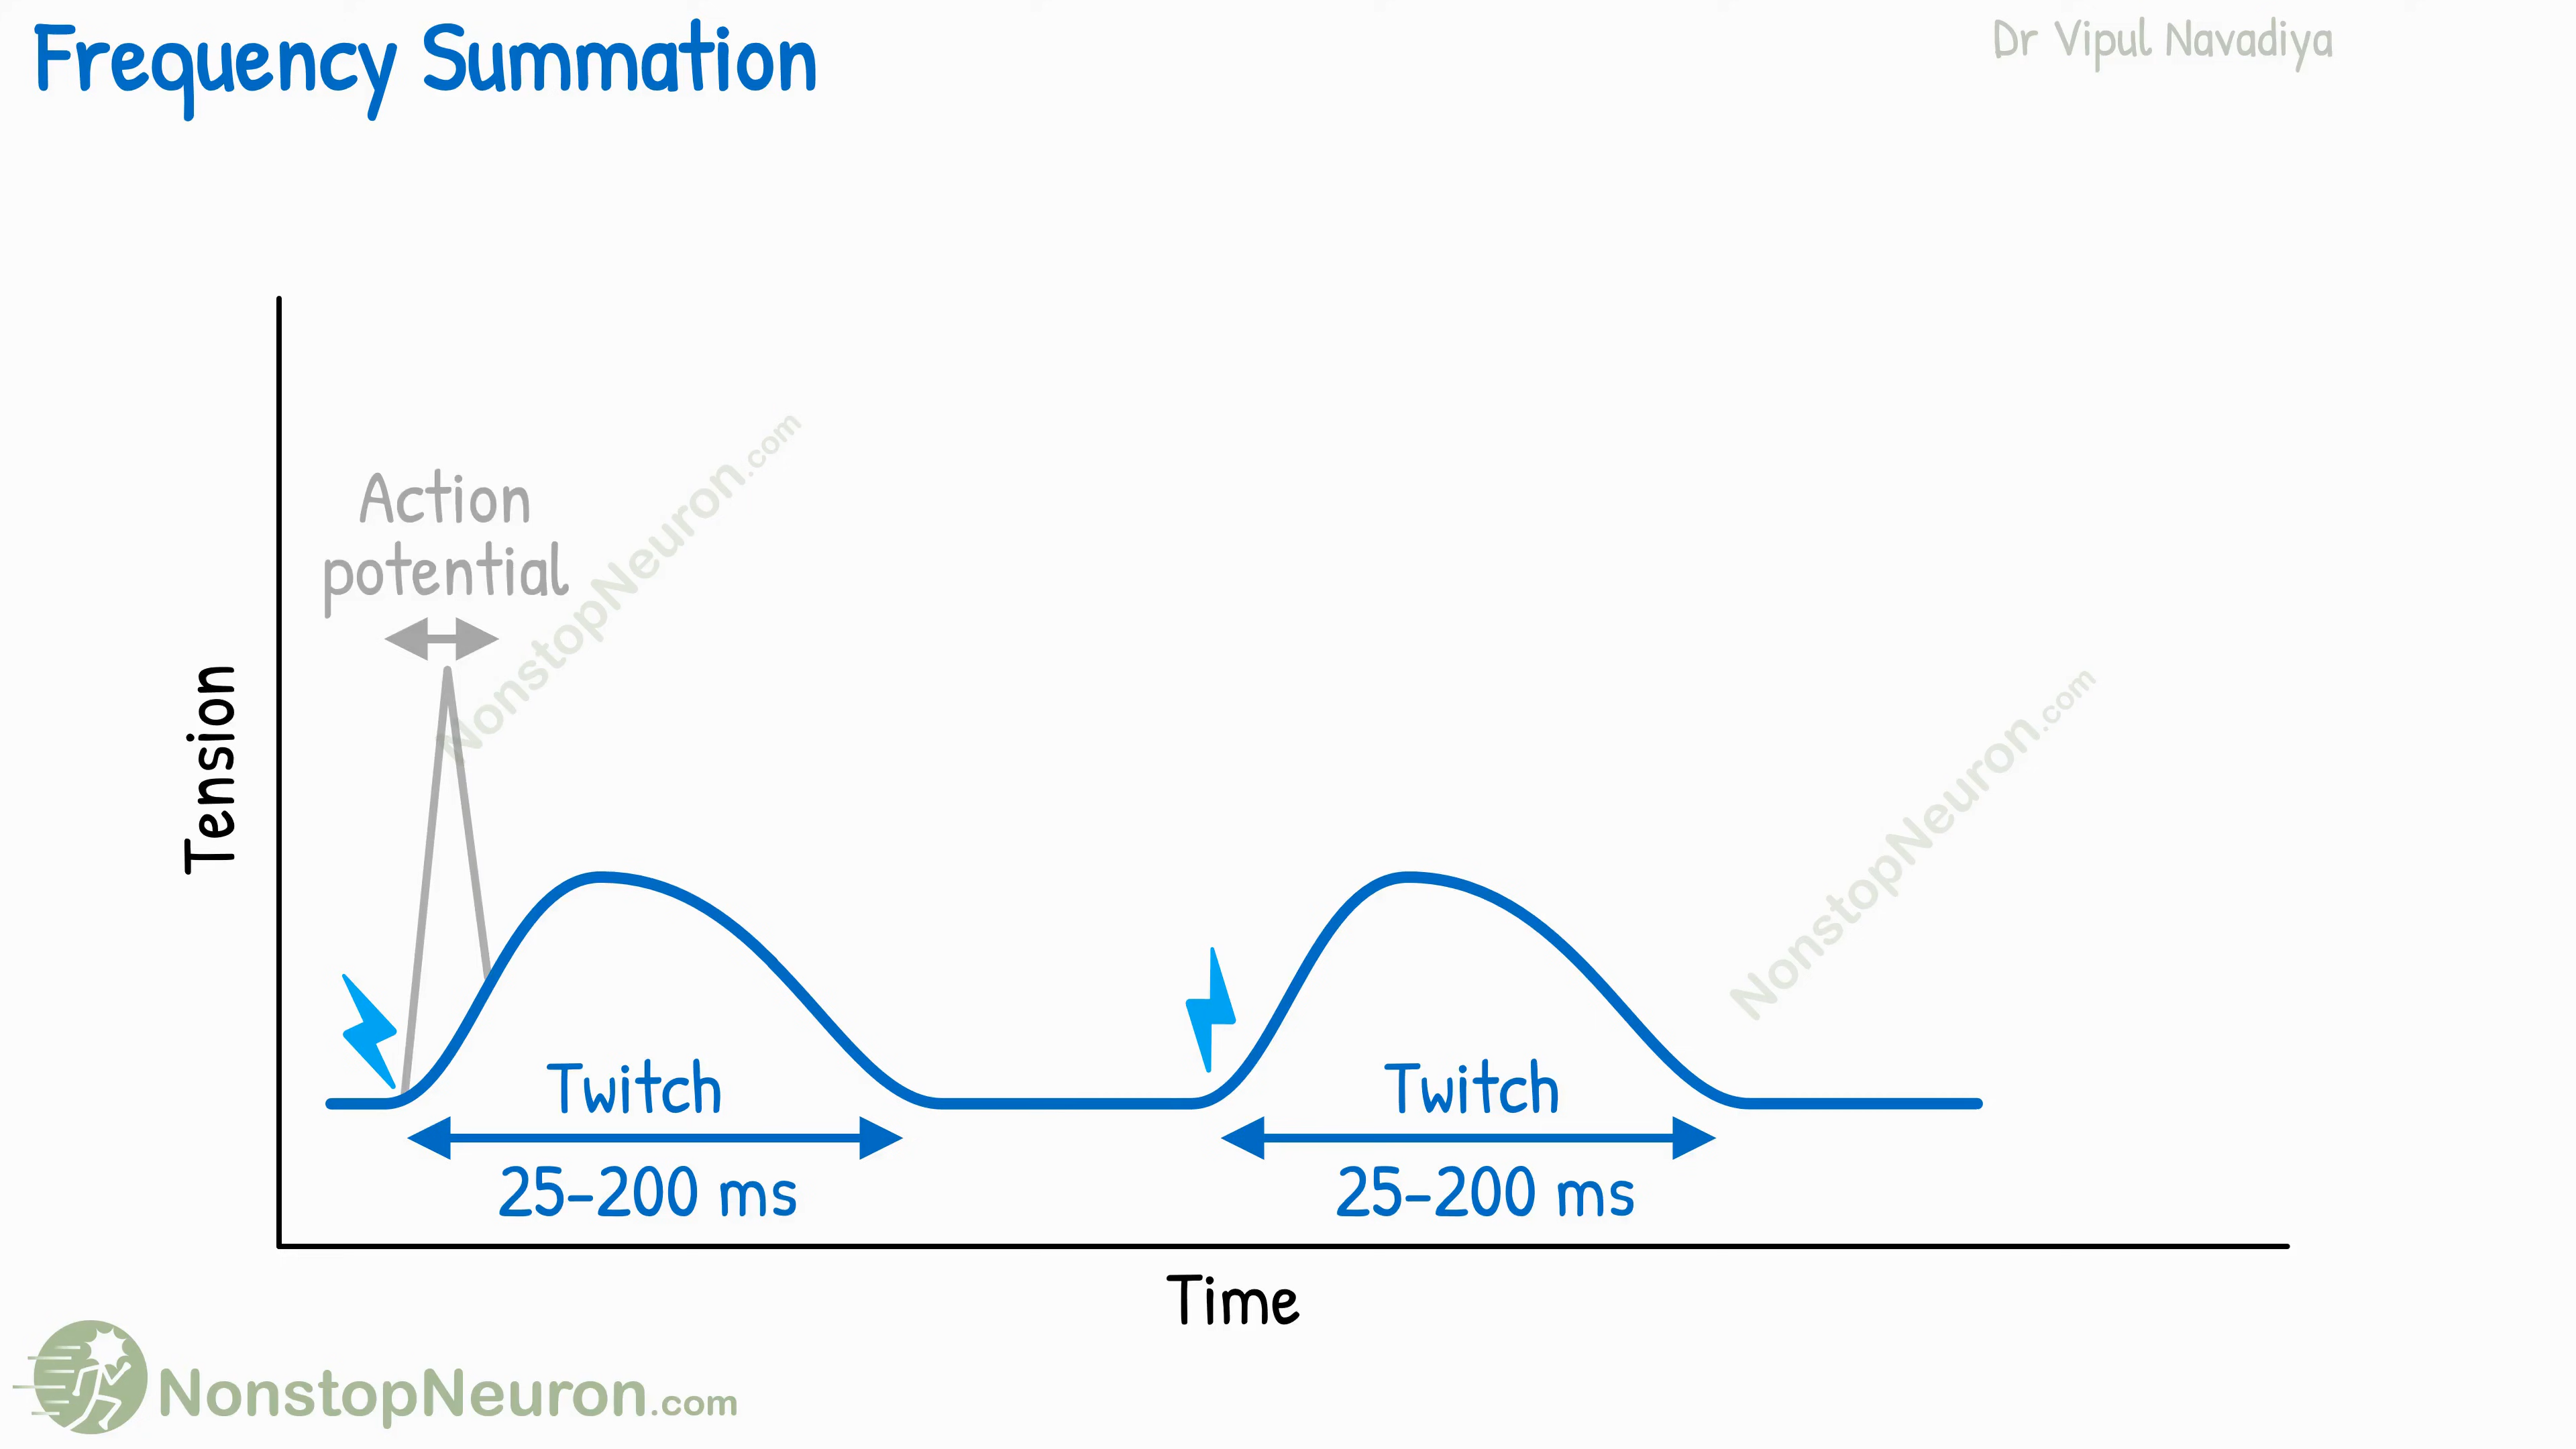 Frequency Summation
Dr Vipul Navadiya
Action
potential
NonstopNeuron.com
NonstopNeuron.com
Tension
Twitch
Twitch
25-200 ms
25-200 ms
Time
NonstopNeuron.com